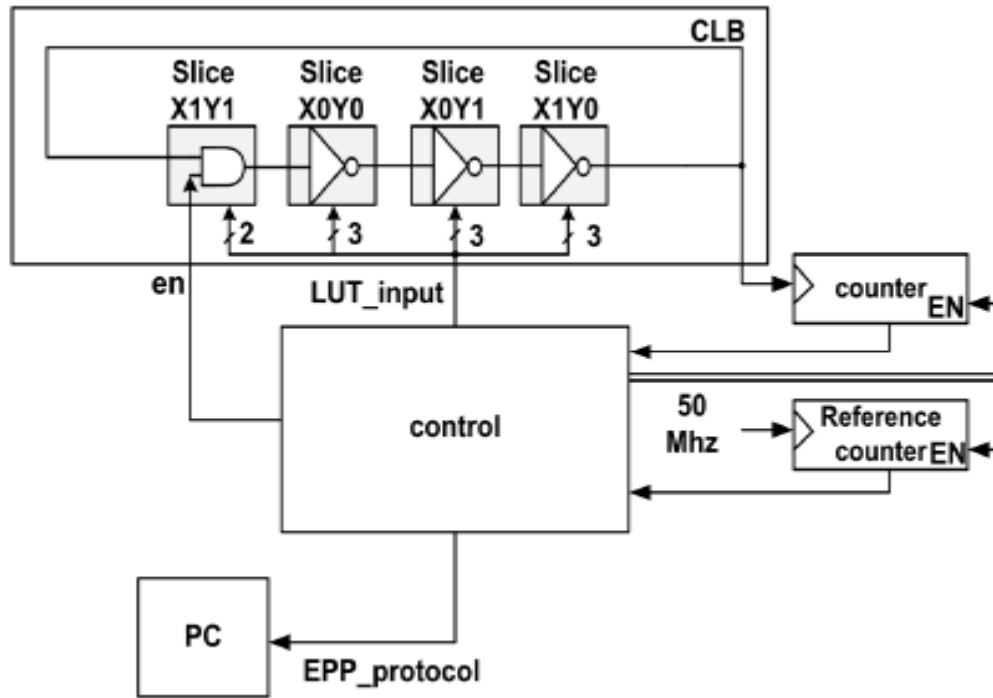 CLB
Slice
X1Y1
Slice
X0Y0
Slice
X0Y1
Slice
X1Y0
2
3
3
3
en
LUT_input
counter
EN
control
50
Mhz
Reference
counter
EN
PC
EPP_protocol